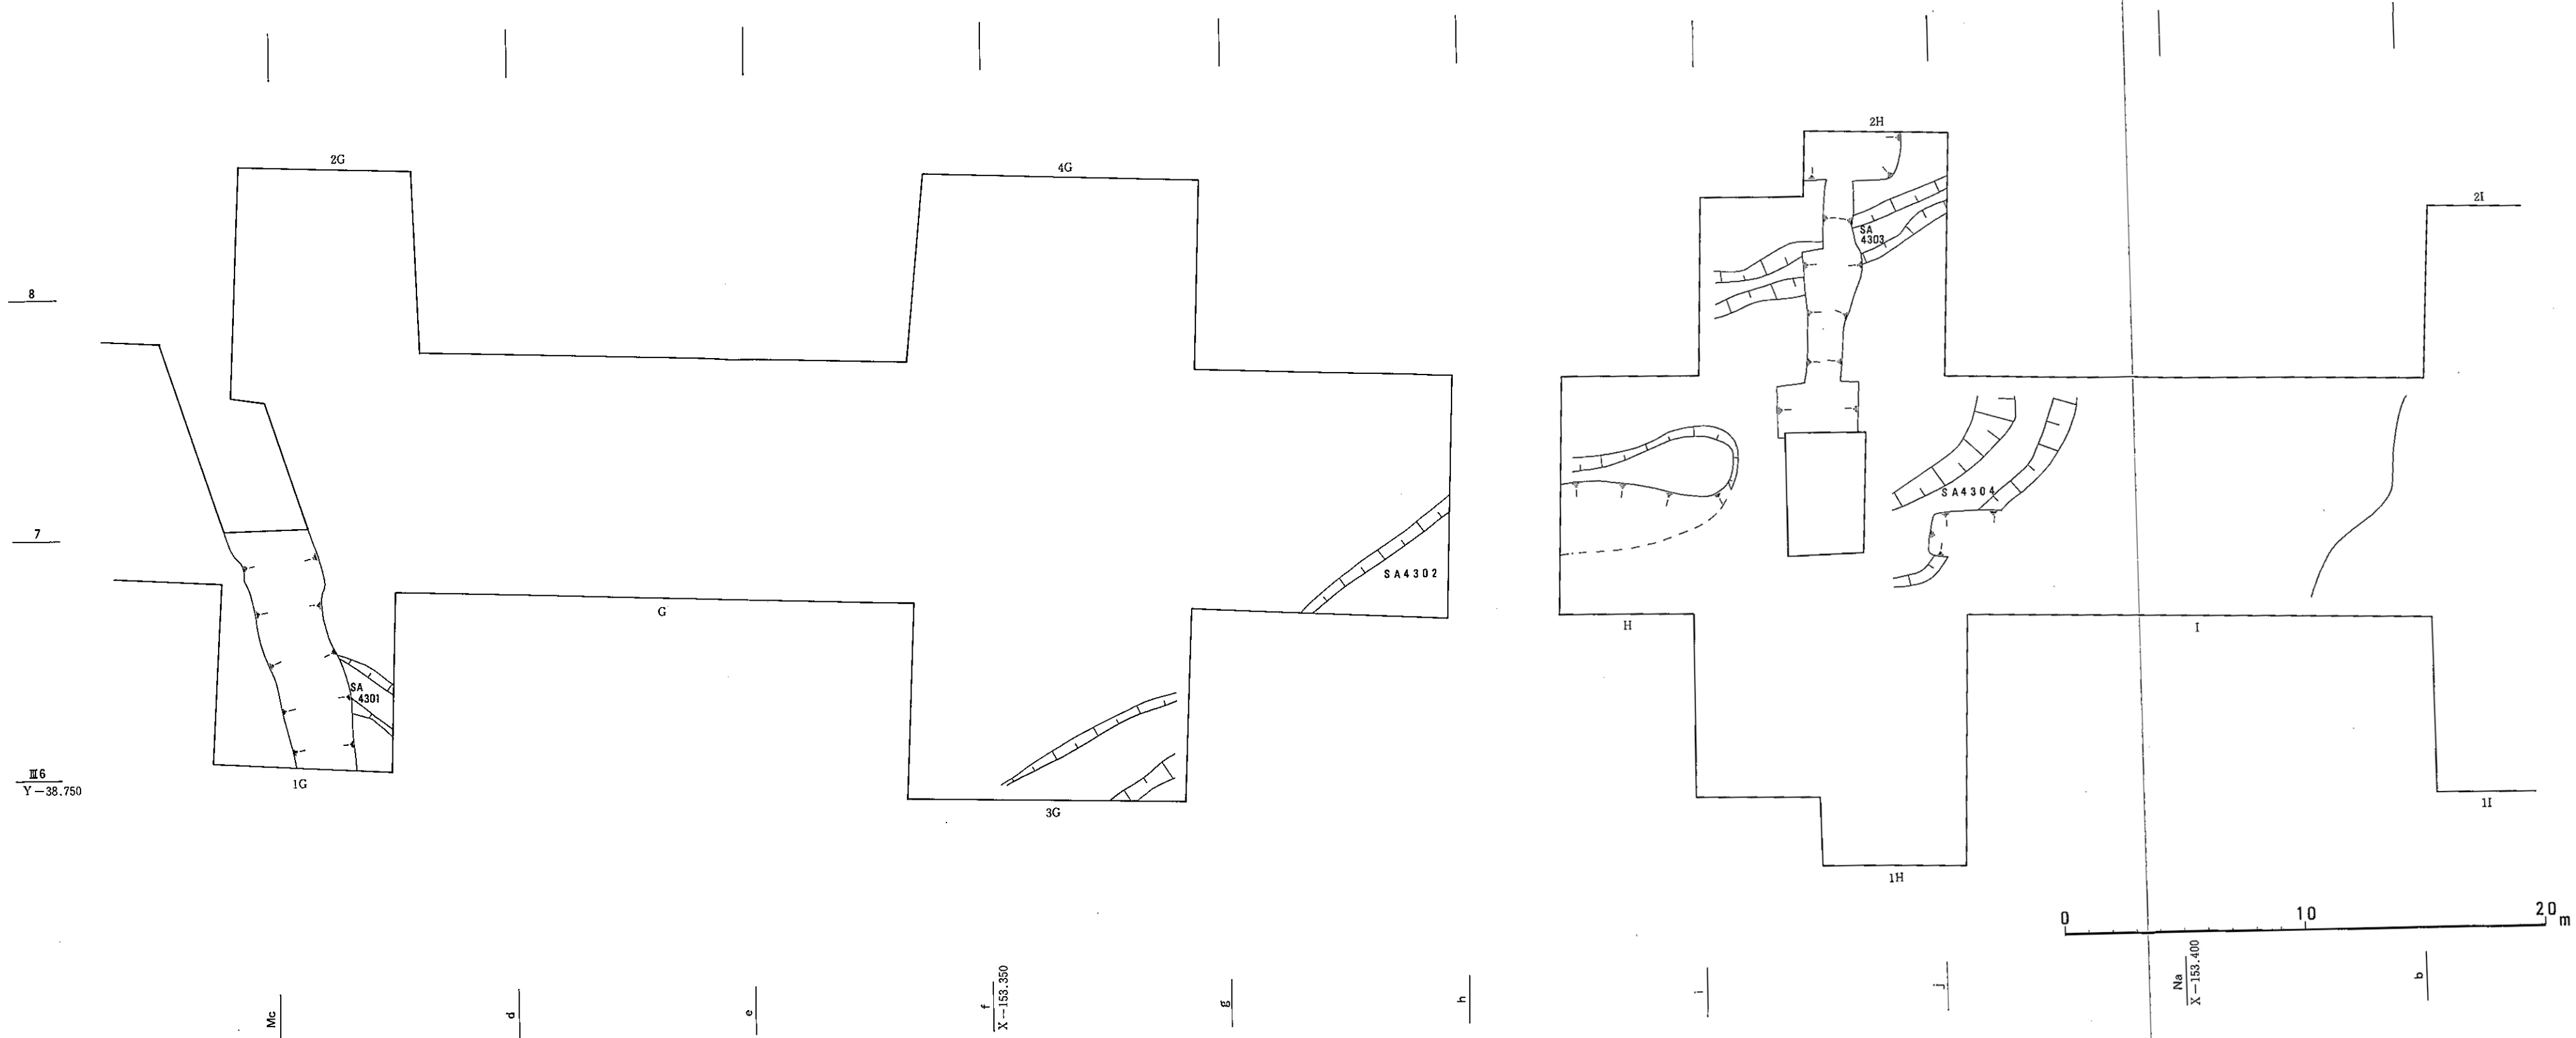 2H
2G
4G
2I
SA
4303
8
SA4304
7
SA4302
G
H
I
SA
4301
Ⅲ6
Y－38.750
1G
3G
1I
1H
0
10
20m
Mc
d
e
f
X－153.350
g
h
i
j
Na
X－153.400
b